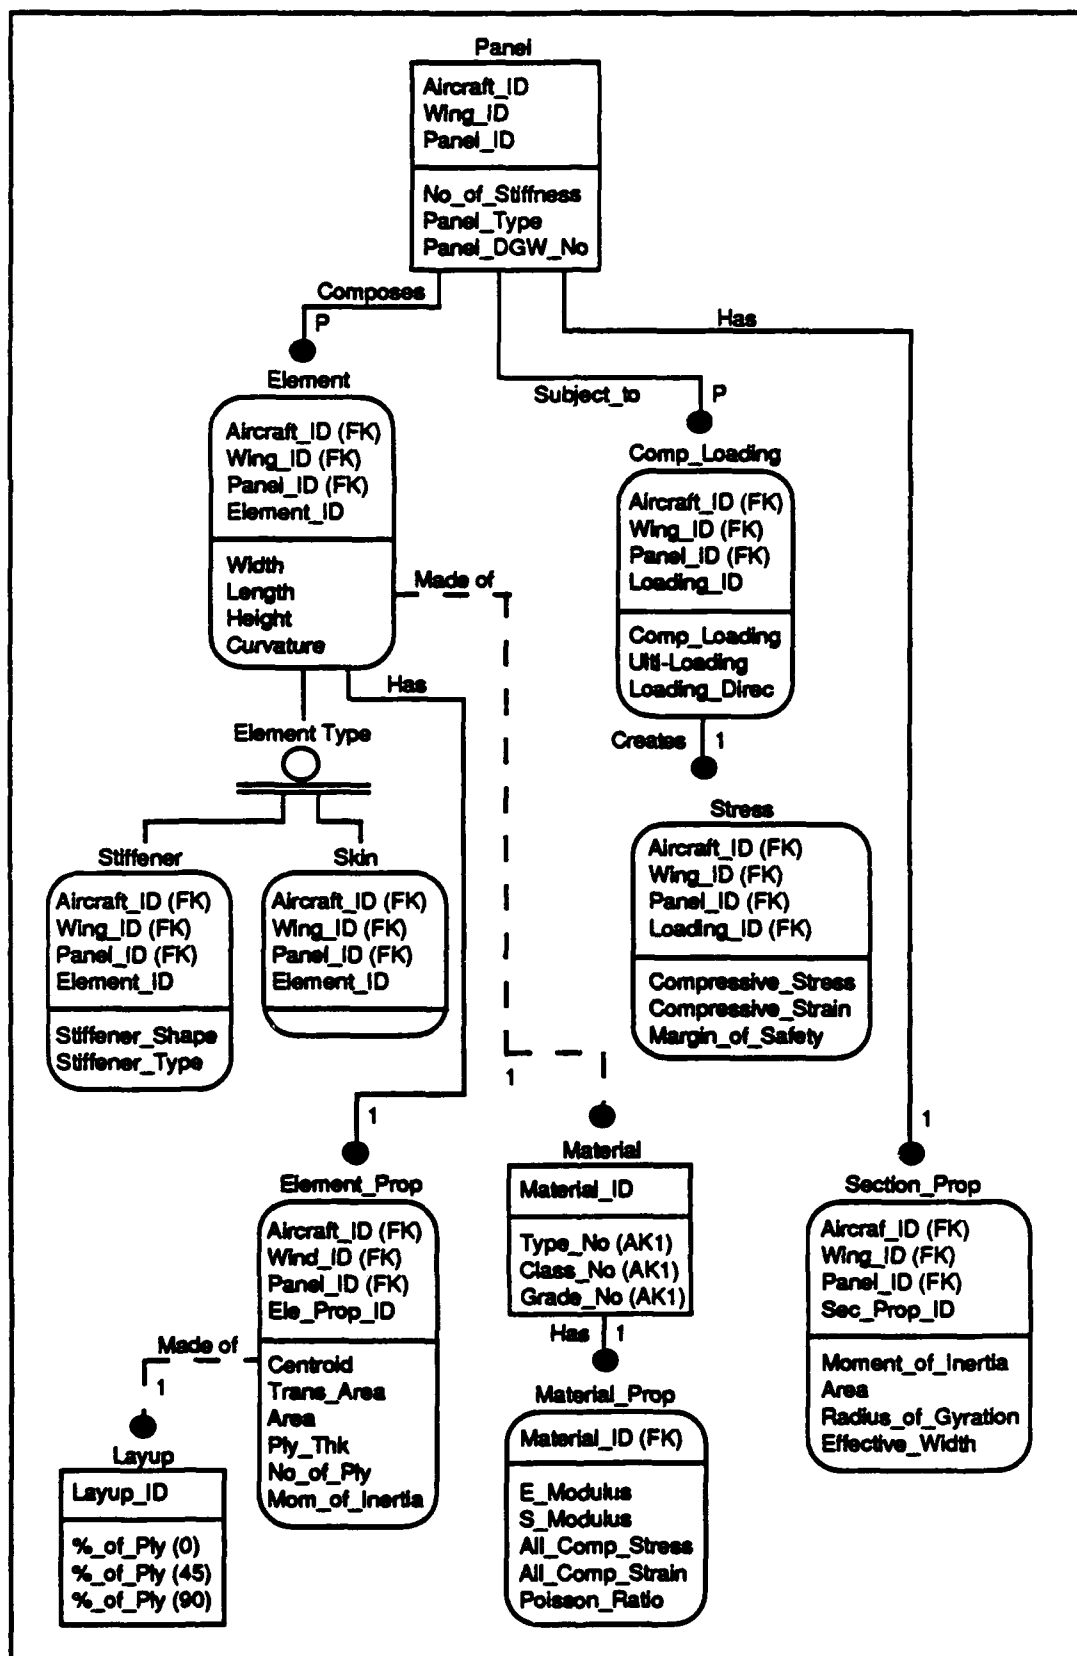 Panel
Aircraft_ID
Wing_ID
Panel_ID
No_of_Stiffness
Panel_Type
Panel_DGW_No
Composes
P
Has
Subject_to
P
Element
Aircraft_ID (FK)
Wing_ID (FK)
Panel_ID (FK)
Element_ID
Width
Length
Height
Curvature
Made of
Comp_Loading
Aircraft_ID (FK)
Wing_ID (FK)
Panel_ID (FK)
Loading_ID
Comp_Loading
Ulti-Loading
Loading_Direc
Has
Element Type
Creates
1
Stress
Aircraft_ID (FK)
Wing_ID (FK)
Panel_ID (FK)
Loading_ID (FK)
Compressive_Stress
Compressive_Strain
Margin_of_Safety
Stiffener
Aircraft_ID (FK)
Wing_ID (FK)
Panel_ID (FK)
Element_ID
Stiffener_Shape
Stiffener_Type
Skin
Aircraft_ID (FK)
Wing_ID (FK)
Panel_ID (FK)
Element_ID
1
1
1
Element_Prop
Aircraft_ID (FK)
Wind_ID (FK)
Panel_ID (FK)
Ele_Prop_ID
Centroid
Trans_Area
Area
Ply_Thk
No_of_Ply
Mom_of_Inertia
Material
Material_ID
Type_No (AK1)
Class_No (AK1)
Grade_No (AK1)
Has
1
Section_Prop
Aircraf_ID (FK)
Wing_ID (FK)
Panel_ID (FK)
Sec_Prop_ID
Moment_of_Inertia
Area
Radius_of_Gyration
Effective_Width
Made of
1
Layup
Layup_ID
%_of_Ply (0)
%_of_Ply (45)
%_of_Ply (90)
Material_Prop
Material_ID (FK)
E_Modulus
S_Modulus
All_Comp_Stress
All_Comp_Strain
Poisson_Ratio